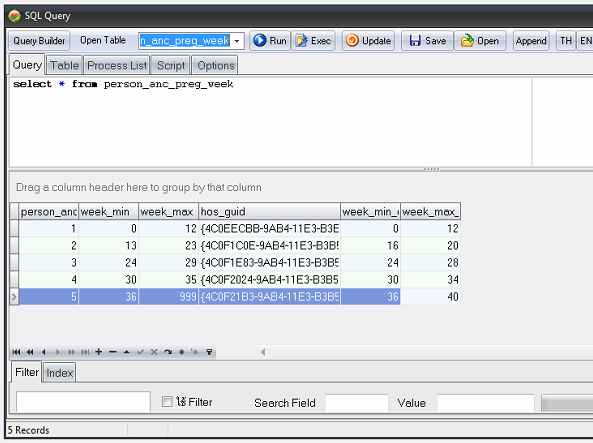 SQL Query
Query Builder Open Table n_anc_preg_week Run Exec Update Save Open Append TH EN
Query Table Process List Script Options
select * from person_anc_preg_week
Drag a column header here to group by that column
person_anc week_min week_max hos_guid week_min_ week_max_
1 0 12 {4C0EECBB-9AB4-11E3-B3E 0 12
2 13 23 {4C0F1C0E-9AB4-11E3-B3B5 16 20
3 24 29 {4C0F1E83-9AB4-11E3-B3B5 24 28
4 30 35 {4C0F2024-9AB4-11E3-B3B5 30 34
5 36 999 {4C0F21B3-9AB4-11E3-B3B5 36 40
Filter Index
ใช้ Filter Search Field Value
5 Records